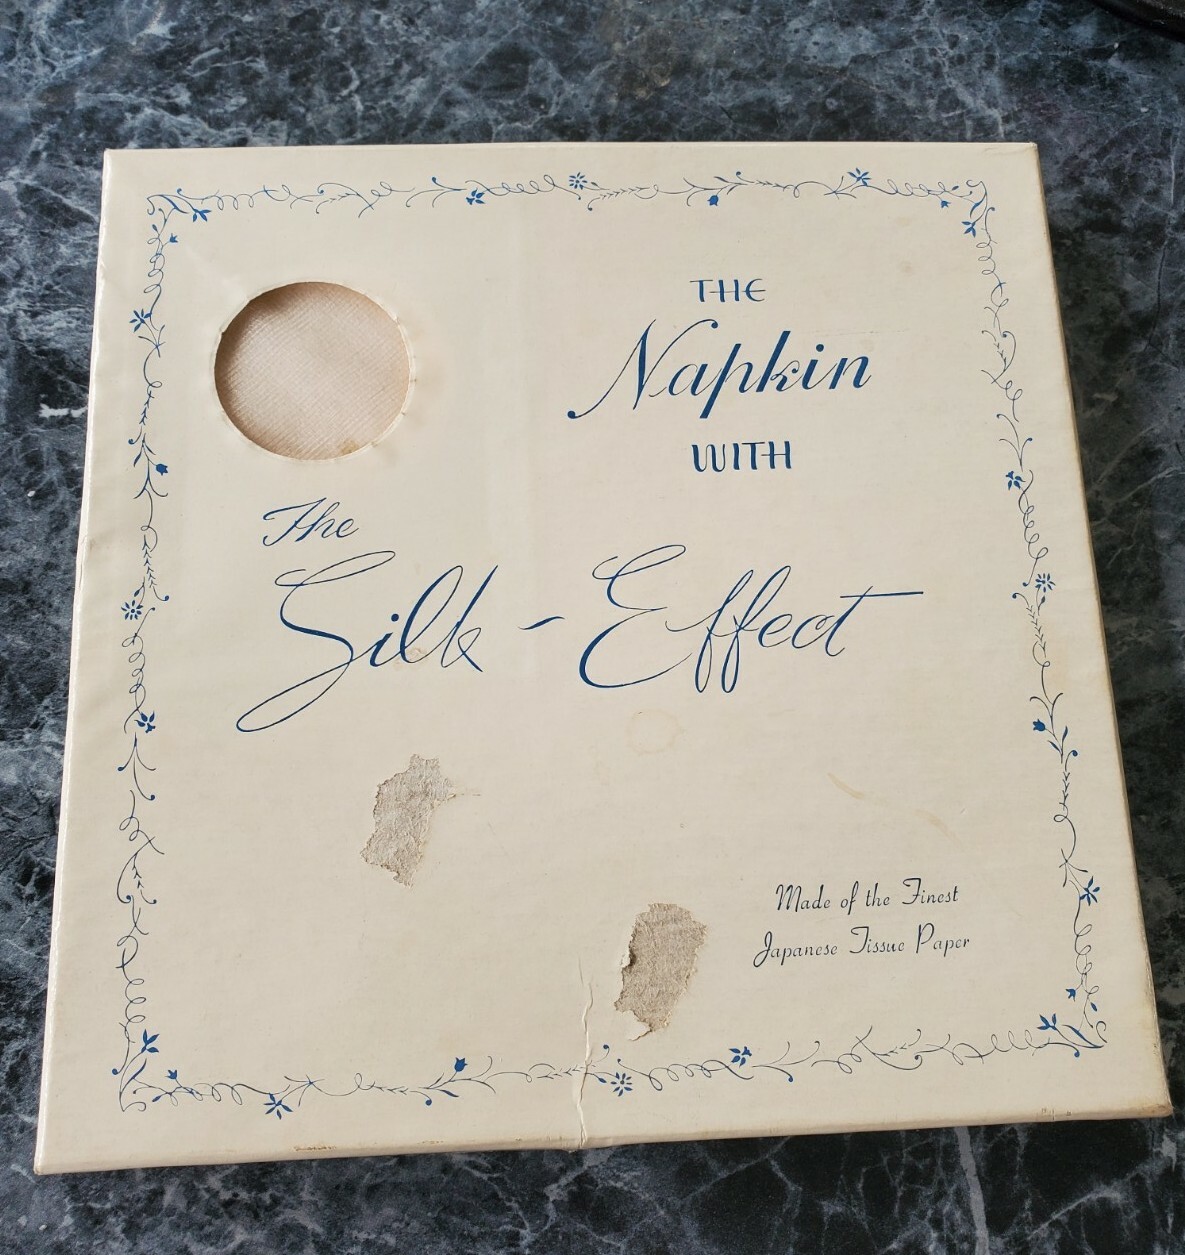 THE
Napkin
WITH
The
Silk-Effect
Made of the Finest
Japanese Tissue Paper